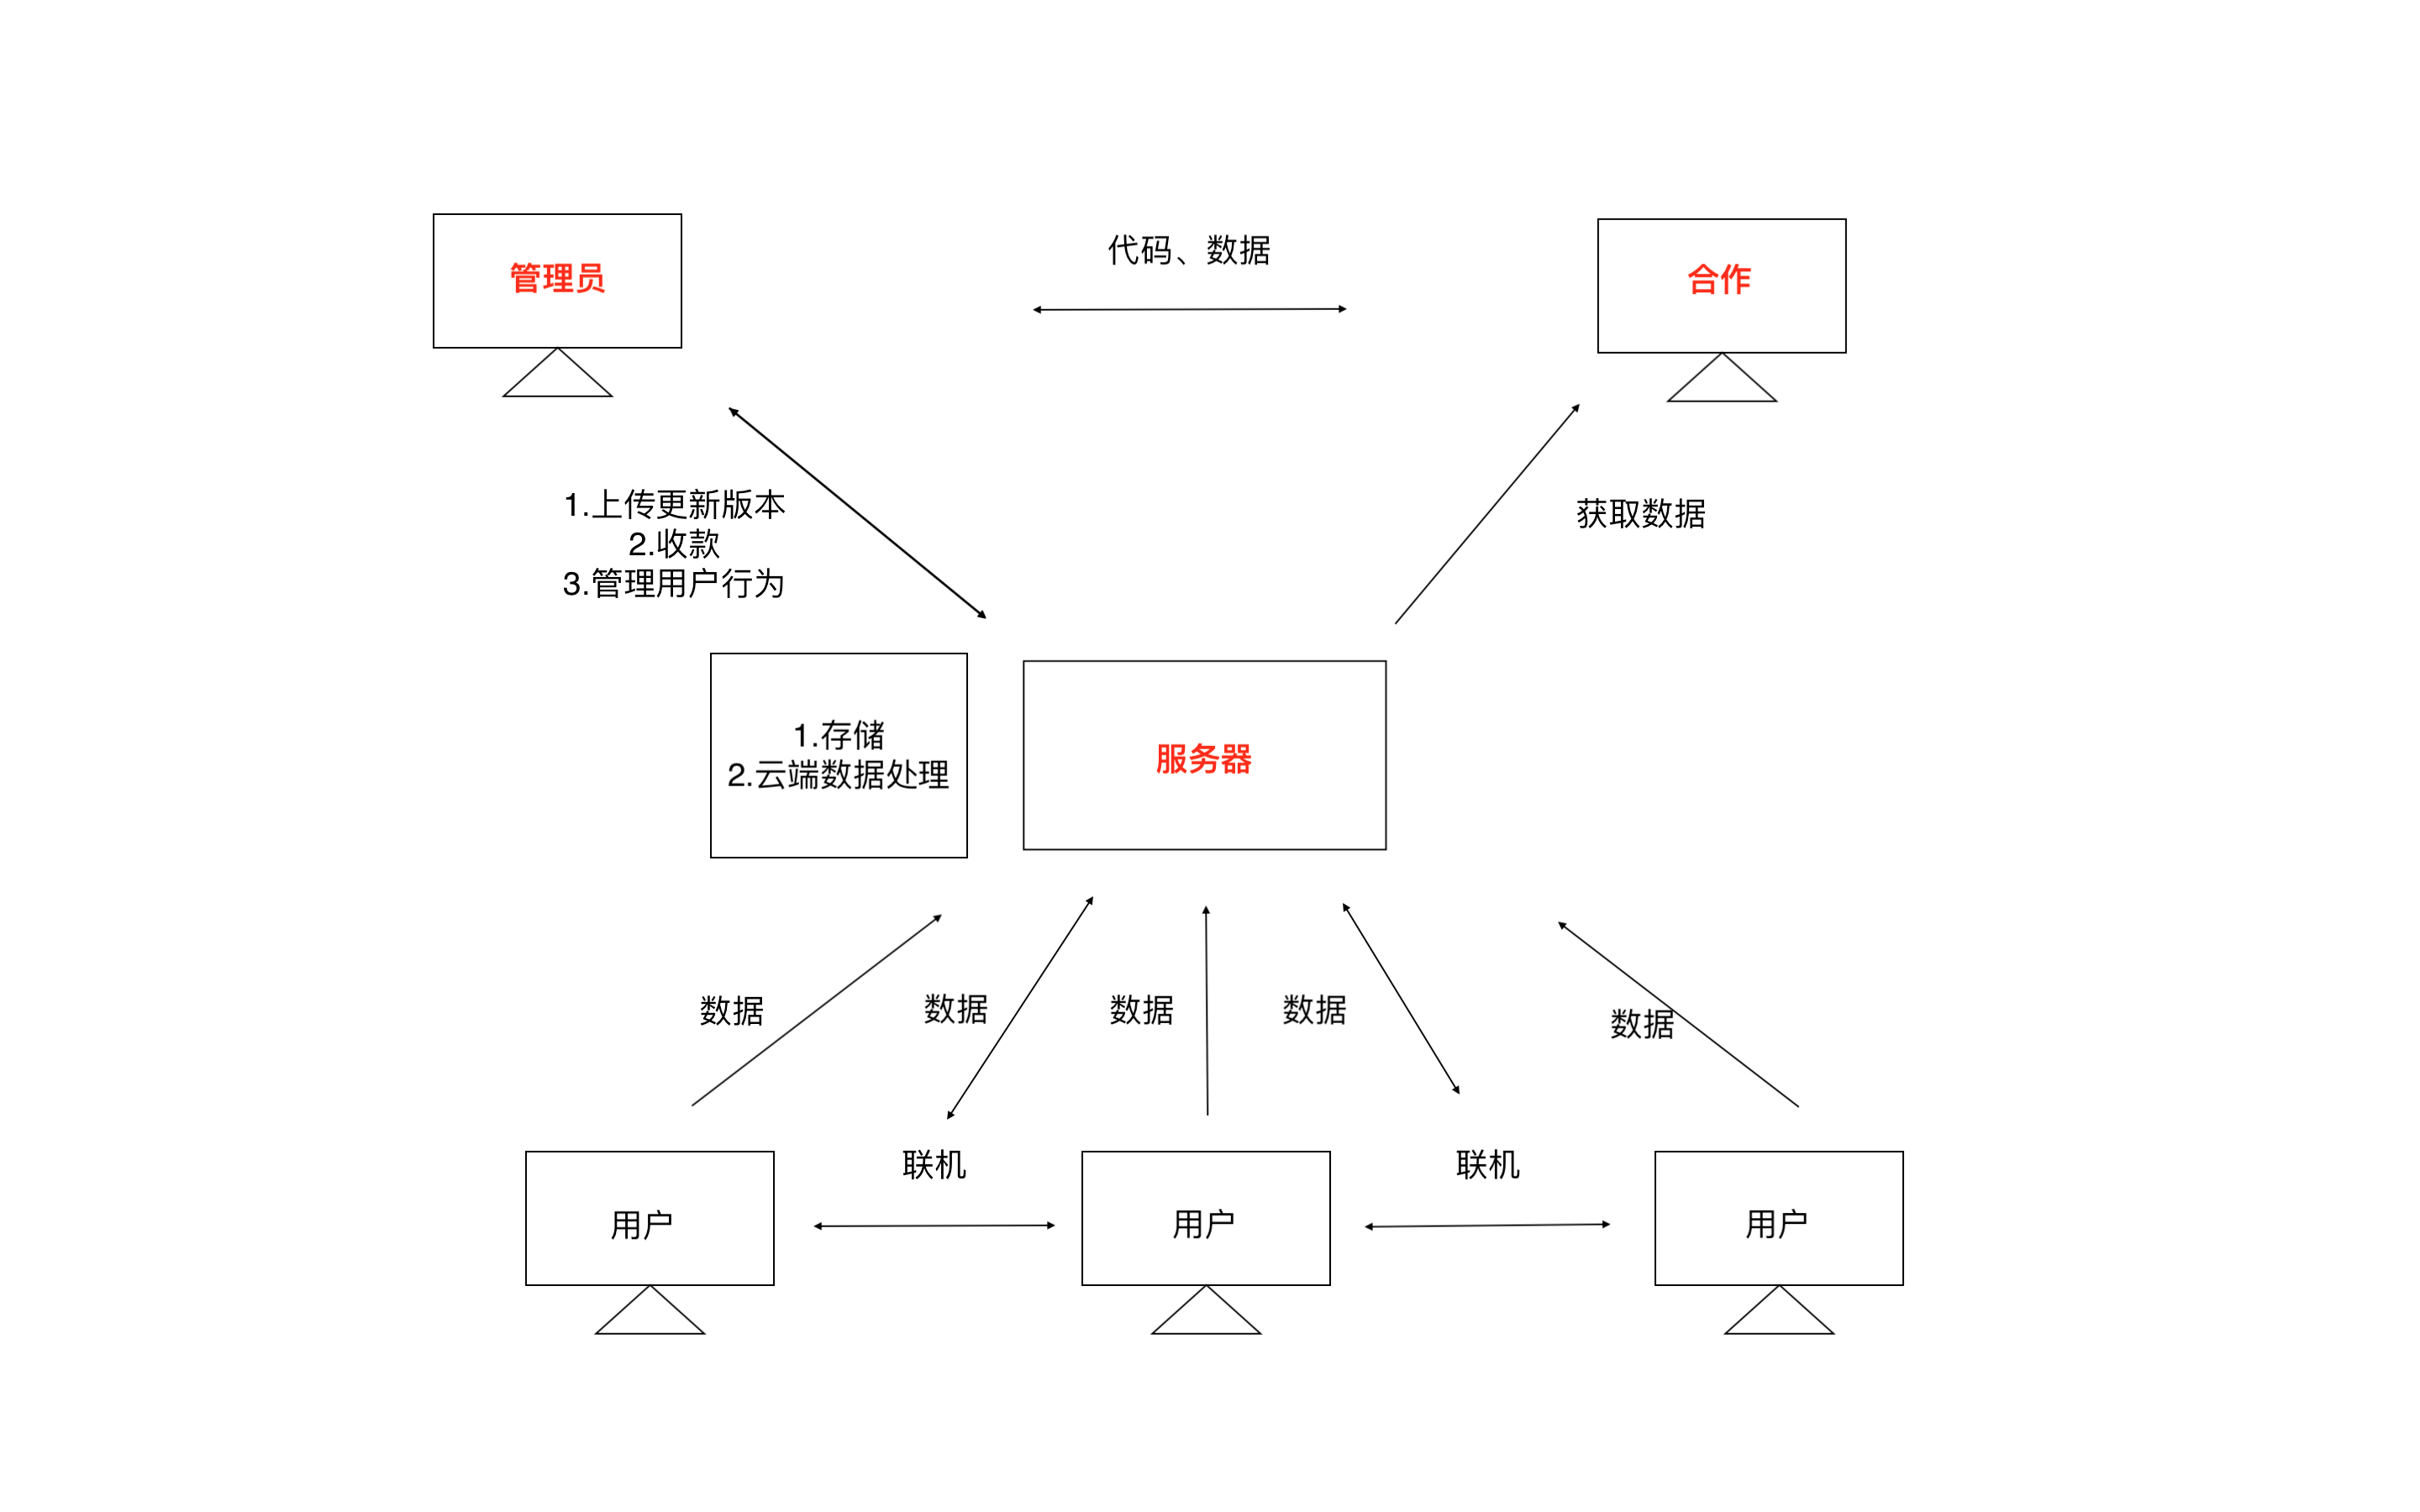 代码、数据
管理员
合作
1.上传更新版本
2.收款
3.管理用户行为
获取数据
1.存储
2.云端数据处理
服务器
数据
数据
数据
数据
数据
联机
联机
用户
用户
用户